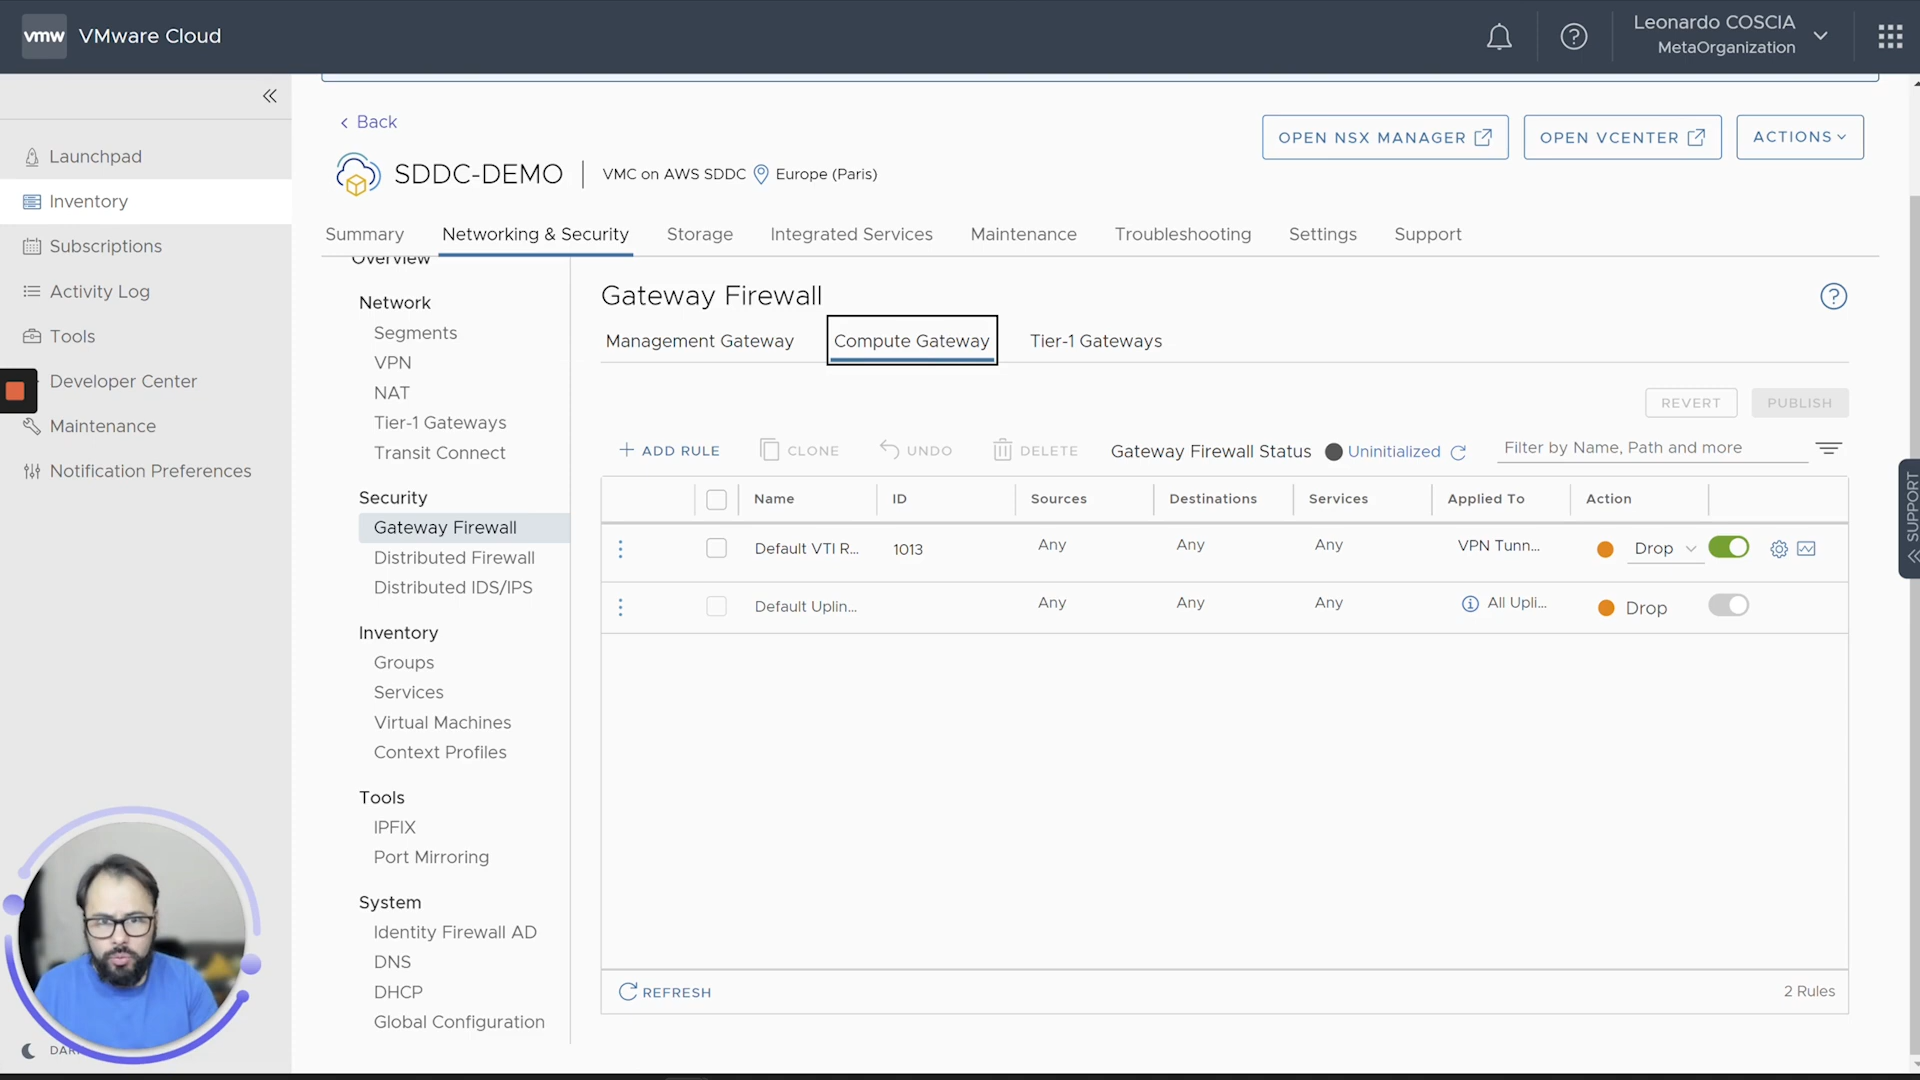 vmw VMware Cloud
Leonardo COSCIA
MetaOrganization
Launchpad
Inventory
Subscriptions
Activity Log
Tools
Developer Center
Maintenance
Notification Preferences
Back
OPEN NSX MANAGER
OPEN VCENTER
ACTIONS
SDDC-DEMO
VMC on AWS SDDC
Europe (Paris)
Summary
Networking & Security
Storage
Integrated Services
Maintenance
Troubleshooting
Settings
Support
Overview
Network
Segments
VPN
NAT
Tier-1 Gateways
Transit Connect
Security
Gateway Firewall
Distributed Firewall
Distributed IDS/IPS
Inventory
Groups
Services
Virtual Machines
Context Profiles
Tools
IPFIX
Port Mirroring
System
Identity Firewall AD
DNS
DHCP
Global Configuration
Gateway Firewall
Management Gateway
Compute Gateway
Tier-1 Gateways
REVERT
PUBLISH
ADD RULE
CLONE
UNDO
DELETE
Gateway Firewall Status
Uninitialized
Filter by Name, Path and more
Name ID Sources Destinations Services Applied To Action
Default VTI R... 1013 Any Any Any VPN Tunn... Drop
Default Uplin... Any Any Any All Upli... Drop
REFRESH
2 Rules
SUPPORT